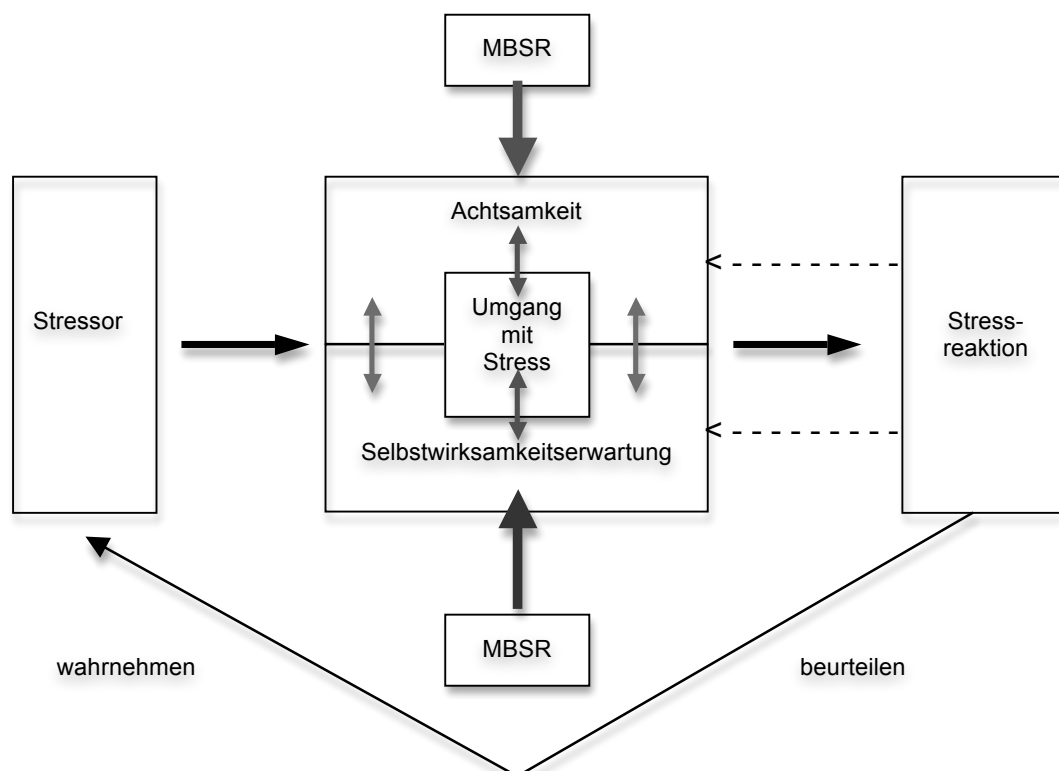 MBSR
Achtsamkeit
Stressor
Umgang
mit
Stress
Stress-
reaktion
Selbstwirksamkeitserwartung
MBSR
wahrnehmen
beurteilen